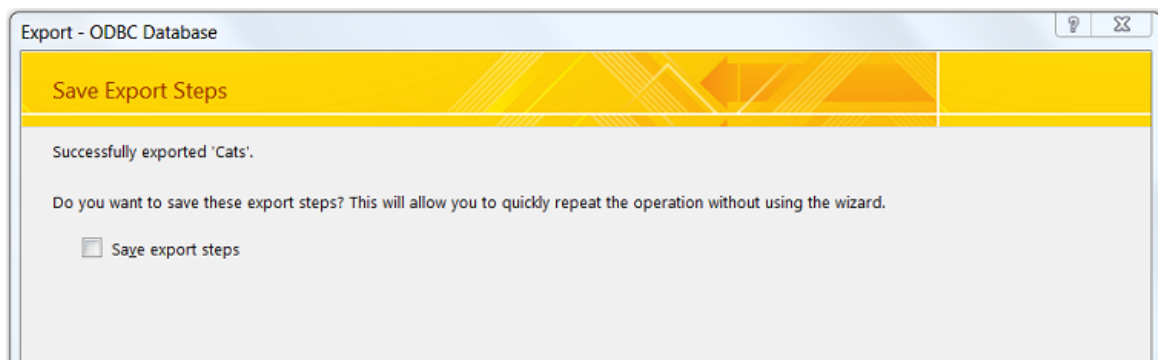 Export - ODBC Database
Save Export Steps
Successfully exported 'Cats'.
Do you want to save these export steps? This will allow you to quickly repeat the operation without using the wizard.
Save export steps